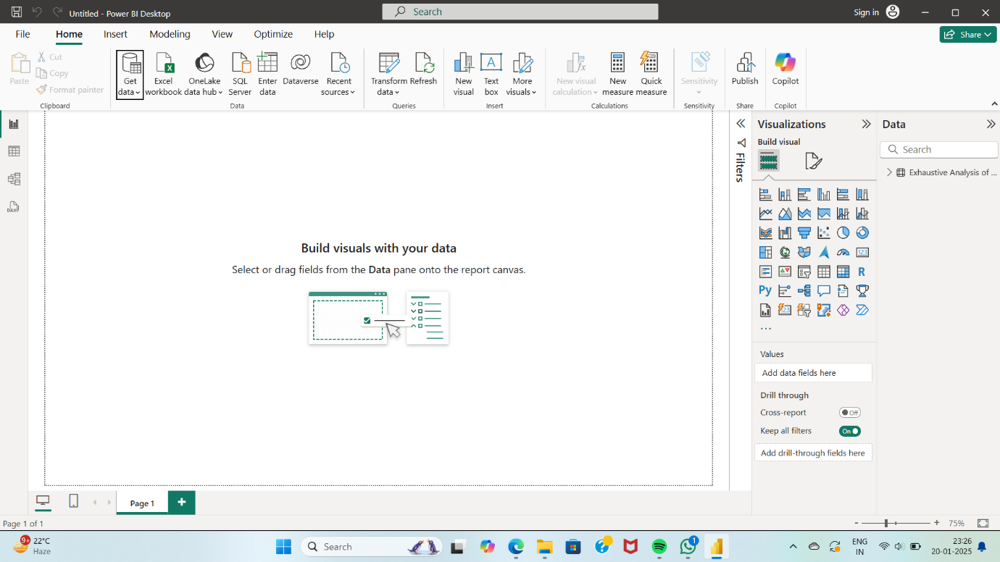 Untitled - Power BI Desktop
Search
Sign in
File
Home
Insert
Modeling
View
Optimize
Help
Share
Paste
Cut
Copy
Format painter
Clipboard
Get data
Excel workbook
OneLake data hub
SQL Server
Enter data
Dataverse
Recent sources
Data
Transform data
Refresh
Queries
New visual
Text box
More visuals
Insert
New visual calculation
New measure
Quick measure
Calculations
Sensitivity
Sensitivity
Publish
Share
Copilot
Copilot
Build visuals with your data
Select or drag fields from the Data pane onto the report canvas.
Filters
Visualizations
Build visual
123
R
Py
123
Values
Add data fields here
Drill through
Cross-report
Off
Keep all filters
On
Add drill-through fields here
Data
Search
Exhaustive Analysis of ...
DAX
Page 1
Page 1 of 1
75%
9+
22°C
Haze
Search
1
ENG
IN
23:26
20-01-2025